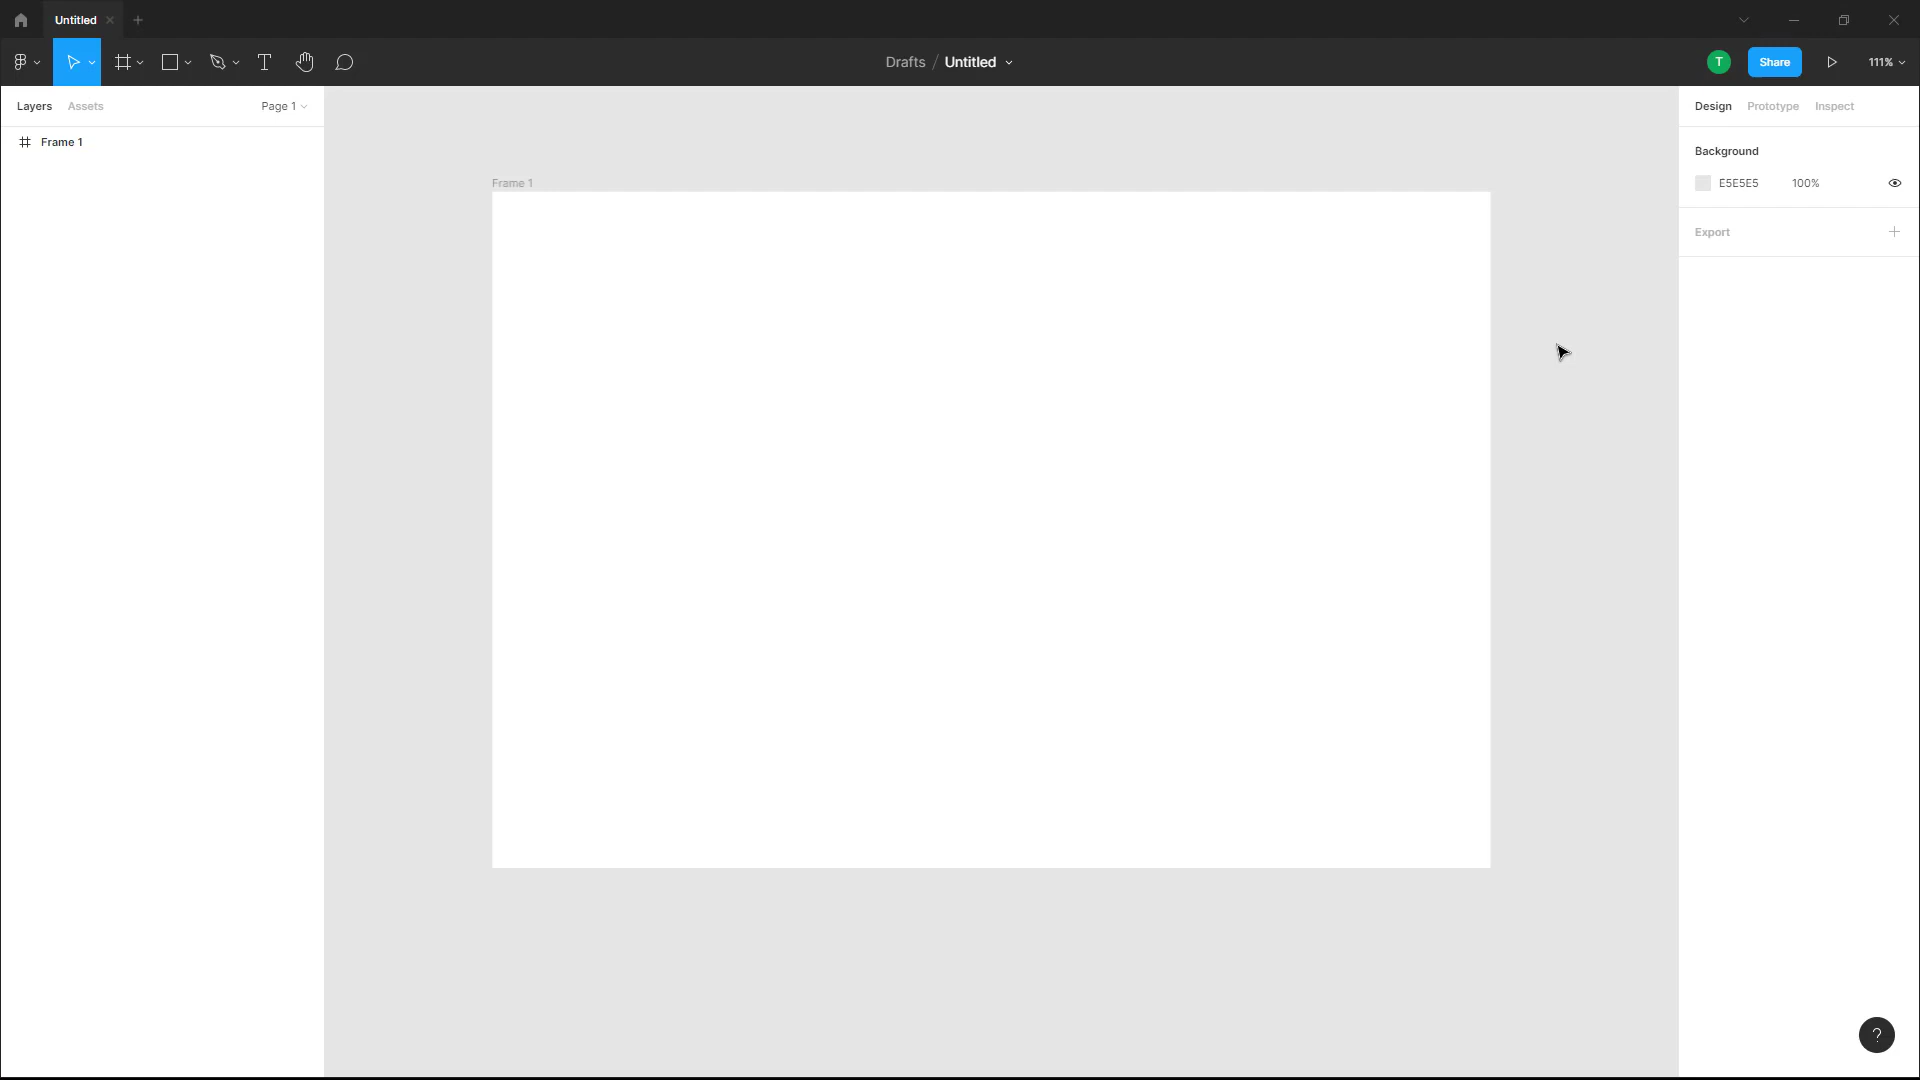 Untitled
Drafts / Untitled
T
Share
111%
Layers Assets Page 1
Design Prototype Inspect
Frame 1
Background
Frame 1
E5E5E5 100%
Export
?